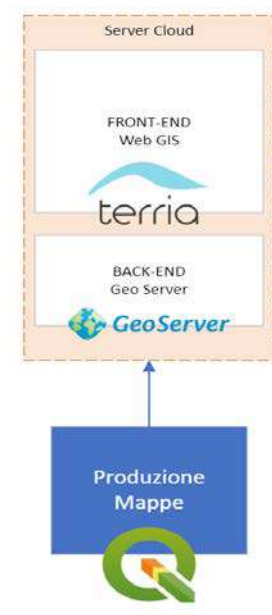 Server Cloud
FRONT-END
Web GIS
terria
BACK-END
Geo Server
GeoServer
Produzione
Mappe